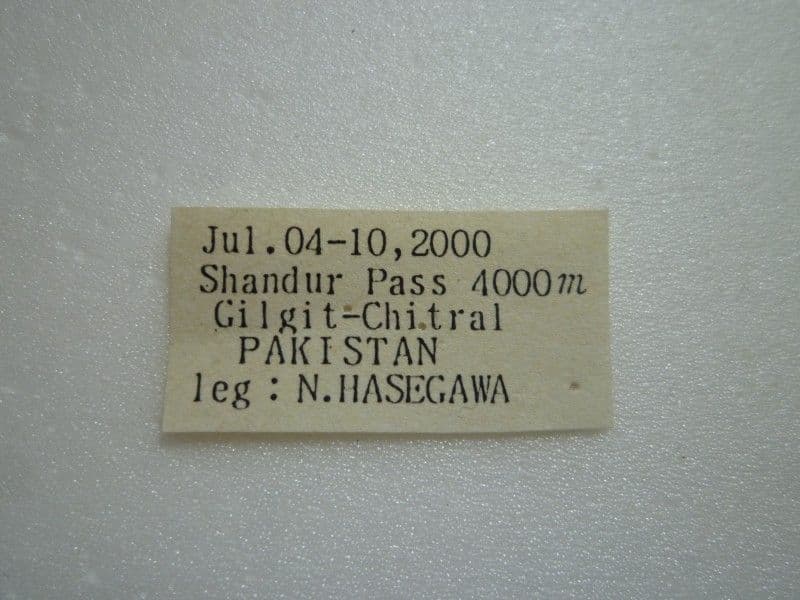 Jul.04-10,2000
Shandur Pass 4000m
Gilgit-Chitral
PAKISTAN
leg : N.HASEGAWA